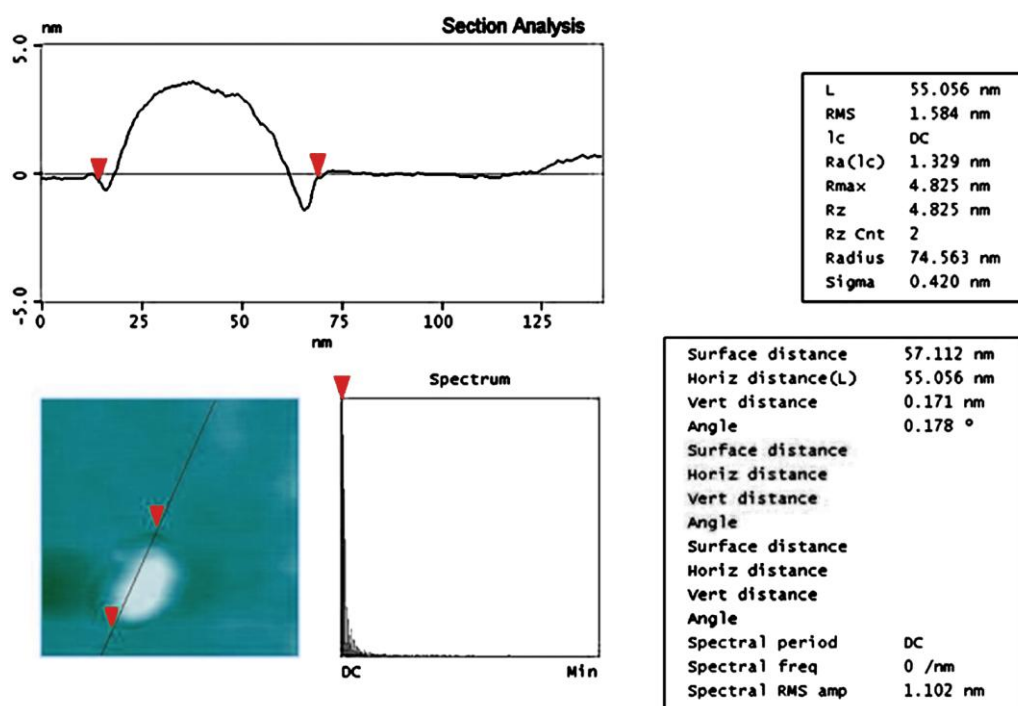 Section Analysis
nm
5.0
0
-5.0
0 25 50 75 100 125
nm
L 55.056 nm
RMS 1.584 nm
lc DC
Ra(lc) 1.329 nm
Rmax 4.825 nm
Rz 4.825 nm
Rz Cnt 2
Radius 74.563 nm
Sigma 0.420 nm
Spectrum
DC Min
Surface distance 57.112 nm
Horiz distance(L) 55.056 nm
Vert distance 0.171 nm
Angle 0.178 °
Surface distance
Horiz distance
Vert distance
Angle
Surface distance
Horiz distance
Vert distance
Angle
Spectral period DC
Spectral freq 0 /nm
Spectral RMS amp 1.102 nm